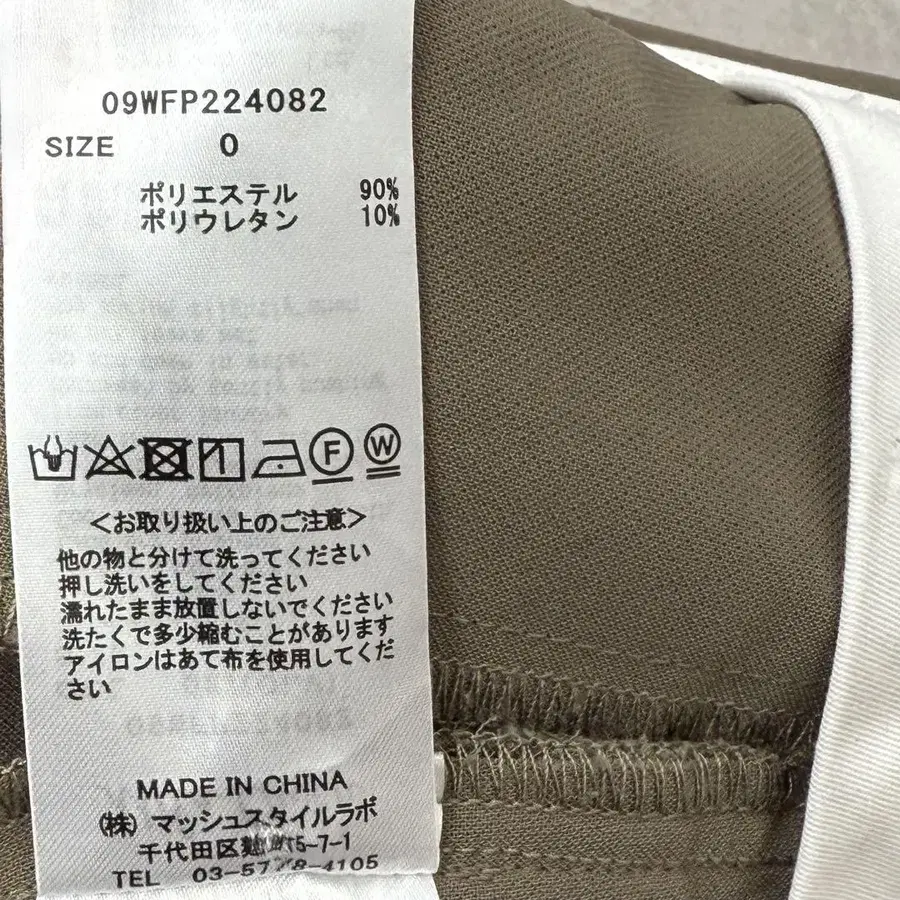 09WFP224082
SIZE 0
ポリエステル 90%
ポリウレタン 10%
F W
<お取り扱い上のご注意>
他の物と分けて洗ってください
押し洗いをしてください
濡れたまま放置しないでください
洗たくで多少縮むことがあります
アイロンはあて布を使用してくだ
さい
MADE IN CHINA
(株) マッシュスタイルラボ
千代田区麹町5-7-1
TEL